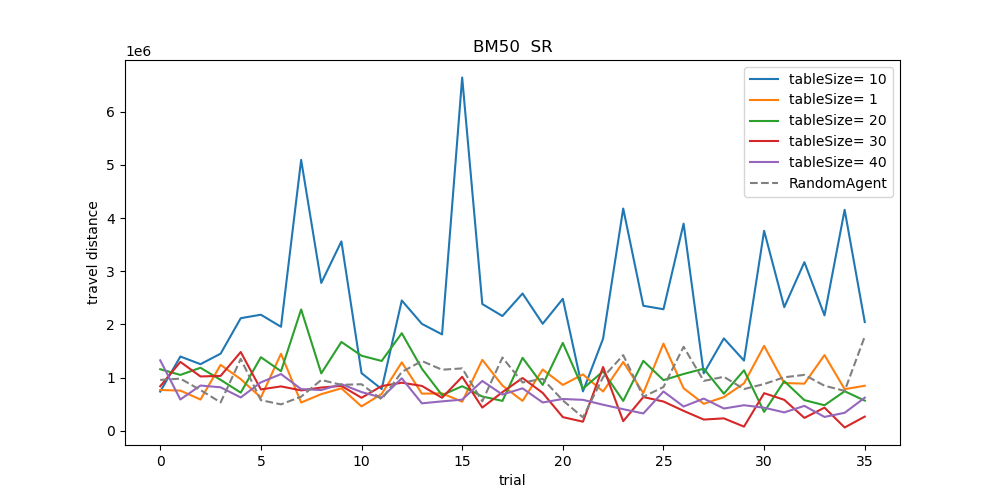 BM50  SR
1e6
travel distance
6
5
4
3
2
1
0
0
5
10
15
20
25
30
35
trial
tableSize= 10
tableSize= 1
tableSize= 20
tableSize= 30
tableSize= 40
RandomAgent